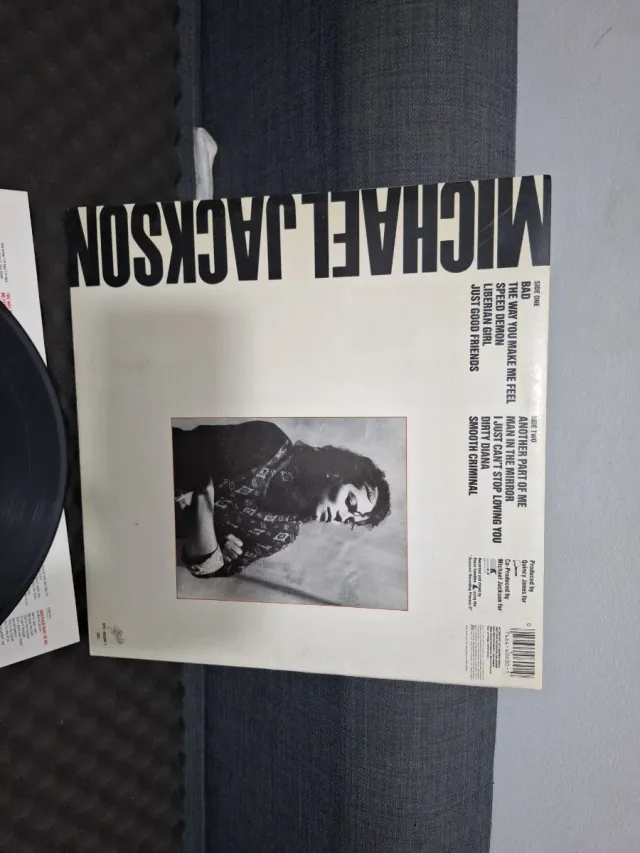 MICHAEL JACKSON
SIDE ONE
BAD
THE WAY YOU MAKE ME FEEL
SPEED DEMON
LIBERIAN GIRL
JUST GOOD FRIENDS
SIDE TWO
ANOTHER PART OF ME
MAN IN THE MIRROR
I JUST CAN'T STOP LOVING YOU
DIRTY DIANA
SMOOTH CRIMINAL
Produced by
Quincy Jones for
Co-Produced by
Michael Jackson for